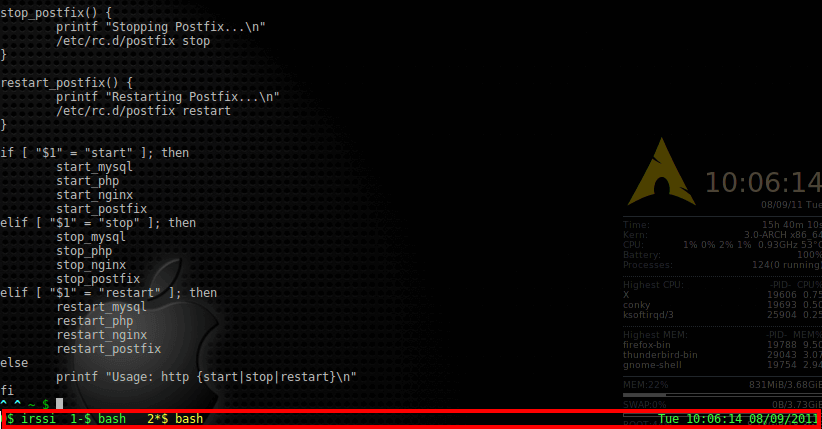 stop_postfix() {
printf "Stopping Postfix...\n"
/etc/rc.d/postfix stop
}
restart_postfix() {
printf "Restarting Postfix...\n"
/etc/rc.d/postfix restart
}
if [ "$1" = "start" ]; then
start_mysql
start_php
start_nginx
start_postfix
elif [ "$1" = "stop" ]; then
stop_mysql
stop_php
stop_nginx
stop_postfix
elif [ "$1" = "restart" ]; then
restart_mysql
restart_php
restart_nginx
restart_postfix
else
printf "Usage: http {start|stop|restart}\n"
fi
^ ^ ~ $
$ irssi 1-$ bash 2*$ bash Tue 10:06:14 08/09/2011
10:06:14
08/09/11 Tue
Time: 15h 40m 10s
Kern: 3.0-ARCH x86_64
CPU: 1% 0% 2% 1% 0.93GHz 53°C
Battery: 100%
Processes: 124(0 running)
Highest CPU: -PID- CPU%
X 19606 0.75
conky 19693 0.50
ksoftirqd/3 25904 0.25
Highest MEM: -PID- MEM%
firefox-bin 19788 9.50
thunderbird-bin 29043 3.07
gnome-shell 19754 2.94
MEM:22% 831MiB/3.68GiB
SWAP:0% 0B/3.73GiB